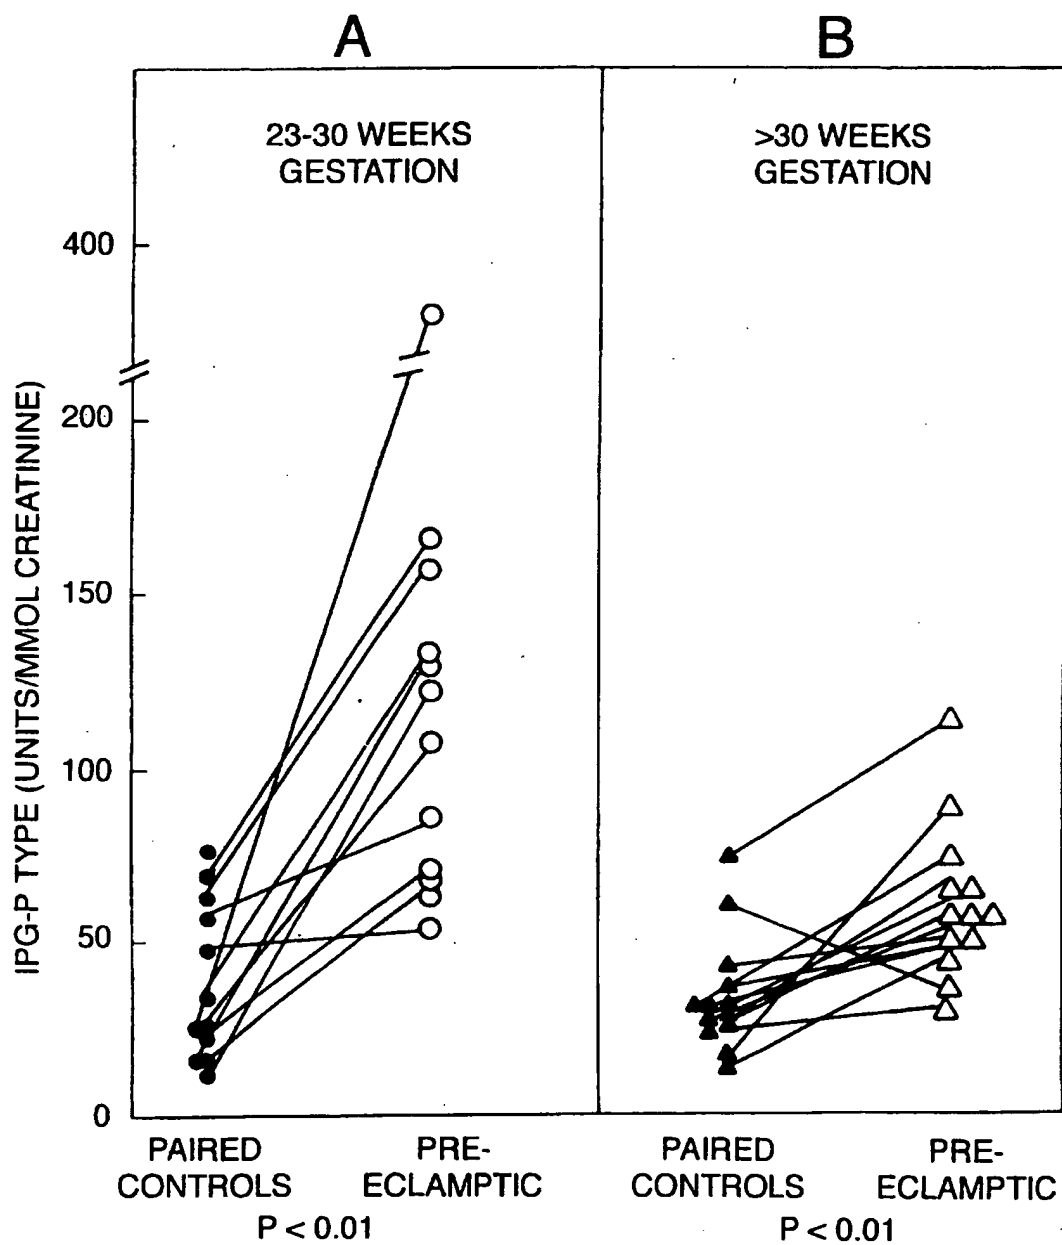 A
B
23-30 WEEKS
GESTATION
>30 WEEKS
GESTATION
400
200
150
100
50
0
IPG-P TYPE (UNITS/MMOL CREATININE)
PAIRED
CONTROLS
PRE-
ECLAMPTIC
P < 0.01
PAIRED
CONTROLS
PRE-
ECLAMPTIC
P < 0.01